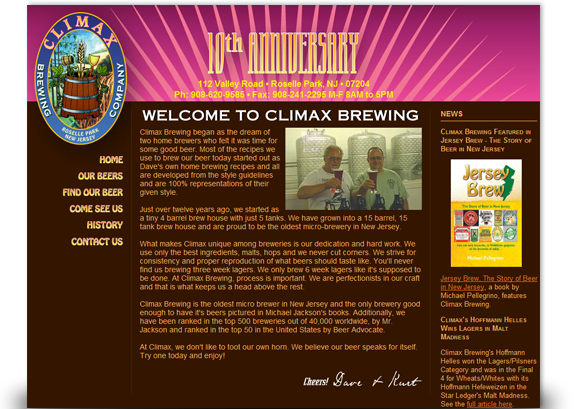 CLIMAX
BREWING COMPANY
ROSELLE PARK
NEW JERSEY
10th ANNIVERSARY
112 Valley Road • Roselle Park, NJ • 07204
Ph: 908-620-9585 • Fax: 908-241-2295 M-F 8AM to 5PM
HOME
OUR BEERS
FIND OUR BEER
COME SEE US
HISTORY
CONTACT US
WELCOME TO CLIMAX BREWING
Climax Brewing began as the dream of
two home brewers who felt it was time for
some good beer. Most of the recipes we
use to brew our beer today started out as
Dave's own home brewing recipes and all
are developed from the style guidelines
and are 100% representations of their
given style.
Just over twelve years ago, we started as
a tiny 4 barrel brew house with just 5 tanks. We have grown into a 15 barrel, 15
tank brew house and are proud to be the oldest micro-brewery in New Jersey.
What makes Climax unique among breweries is our dedication and hard work. We
use only the best ingredients, malts, hops and we never cut corners. We strive for
consistency and proper reproduction of what beers should taste like. You'll never
find us brewing three week lagers. We only brew 6 week lagers like it's supposed to
be done. At Climax Brewing, process is important. We are perfectionists in our craft
and that is what keeps us a head above the rest.
Climax Brewing is the oldest micro brewer in New Jersey and the only brewery good
enough to have it's beers pictured in Michael Jackson's books. Additionally, we
have been ranked in the top 500 breweries out of 40,000 worldwide, by Mr.
Jackson and ranked in the top 50 in the United States by Beer Advocate.
At Climax, we don't like to toot our own horn. We believe our beer speaks for itself.
Try one today and enjoy!
Cheers! Dave & Kurt
NEWS
Climax Brewing Featured in
Jersey Brew - The Story of
Beer in New Jersey
Jersey
Brew
The Story of Beer in New Jersey
Michael Pellegrino
Jersey Brew, The Story of Beer
in New Jersey, a book by
Michael Pellegrino, features
Climax Brewing.
Climax's Hoffmann Helles
Wins Lagers in Malt
Madness
Climax Brewing's Hoffmann
Helles won the Lagers/Pilsners
Category and was in the Final
4 for Wheats/Whites with its
Hoffmann Hefeweizen in the
Star Ledger's Malt Madness.
See the full article here.